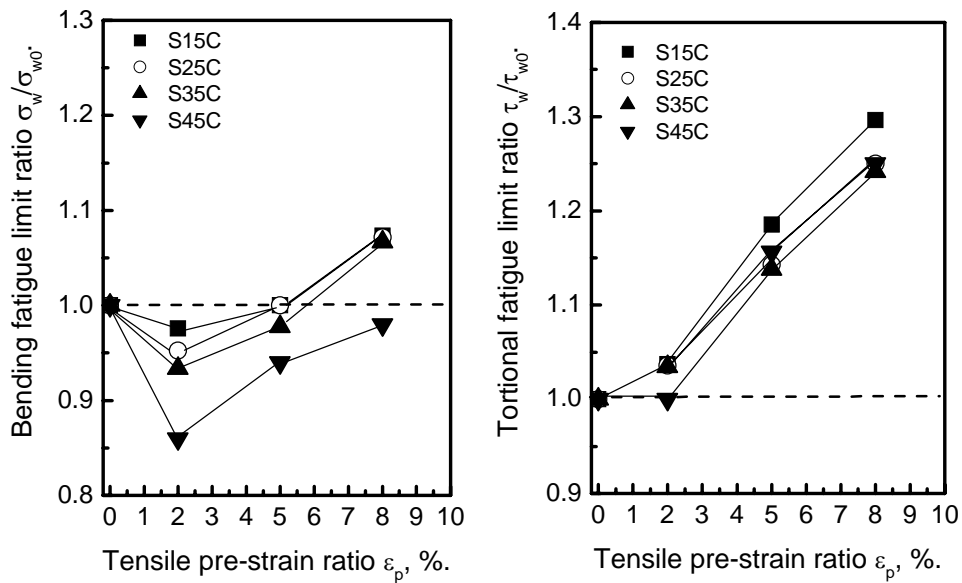 Bending fatigue limit ratio σw/σw0.
1.3
1.2
1.1
1.0
0.9
0.8
S15C
S25C
S35C
S45C
0 1 2 3 4 5 6 7 8 9 10
Tensile pre-strain ratio εp, %.
Tortional fatigue limit ratio τw/τw0.
1.4
1.3
1.2
1.1
1.0
0.9
S15C
S25C
S35C
S45C
0 1 2 3 4 5 6 7 8 9 10
Tensile pre-strain ratio εp, %.